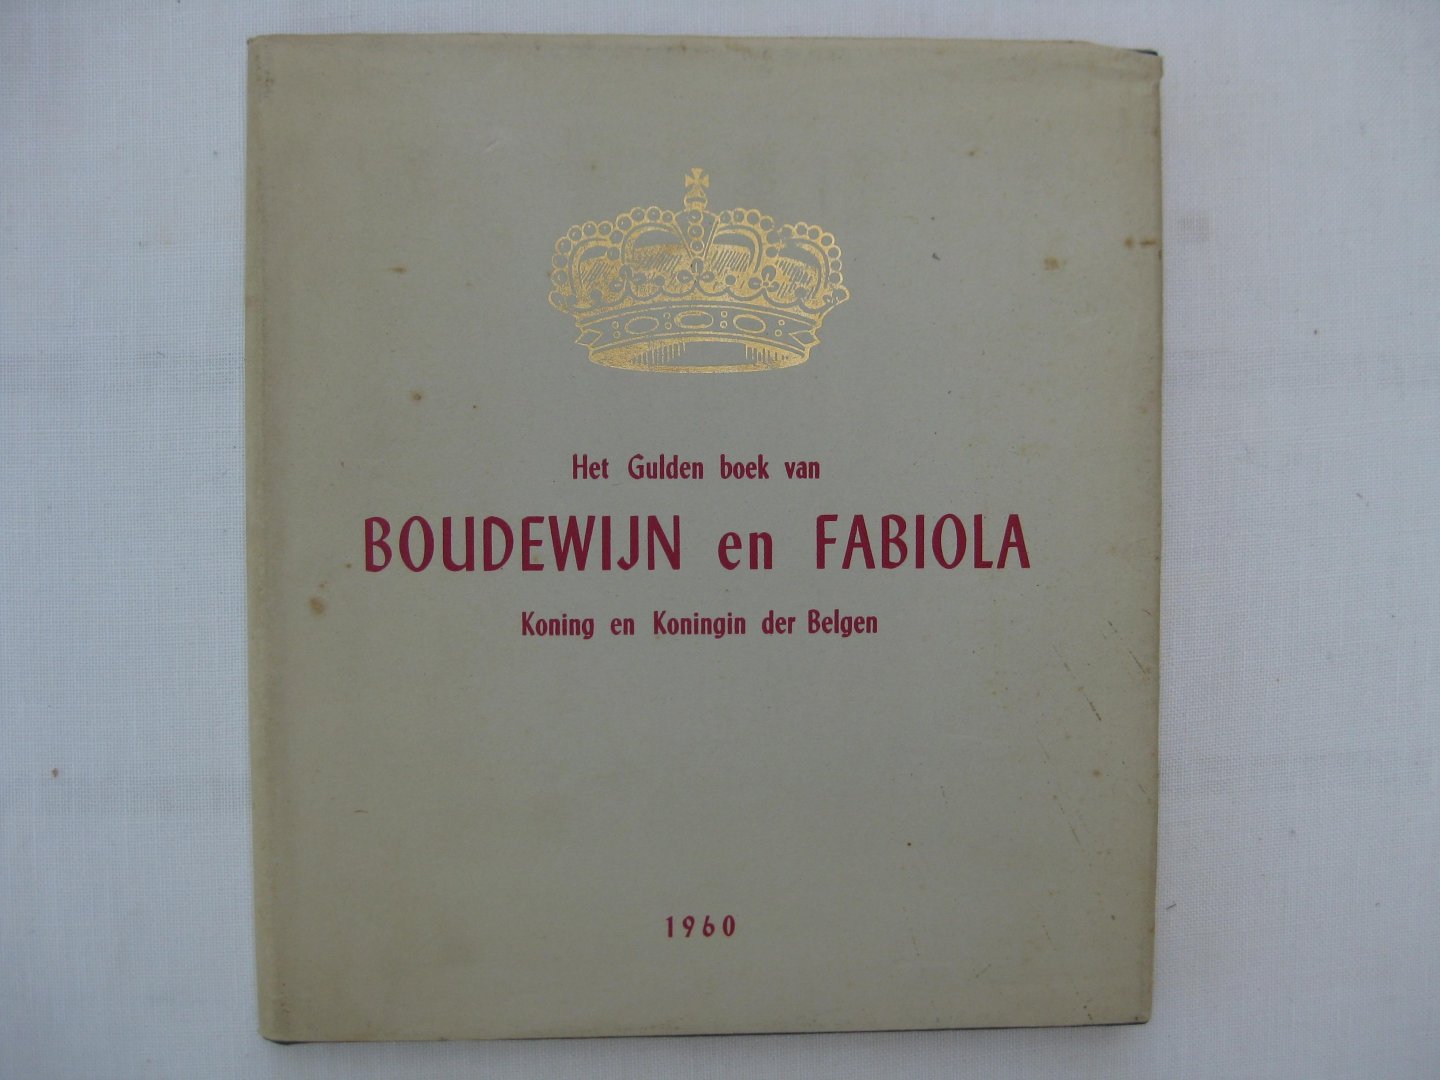 Het Gulden boek van
BOUDEWIJN en FABIOLA
Koning en Koningin der Belgen
1960